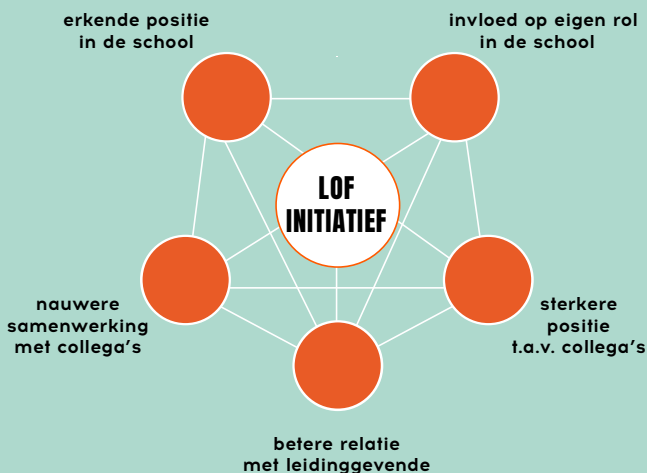 erkende positie
in de school
invloed op eigen rol
in de school
LOF
INITIATIEF
nauwere
samenwerking
met collega’s
sterkere
positie
t.a.v. collega’s
betere relatie
met leidinggevende